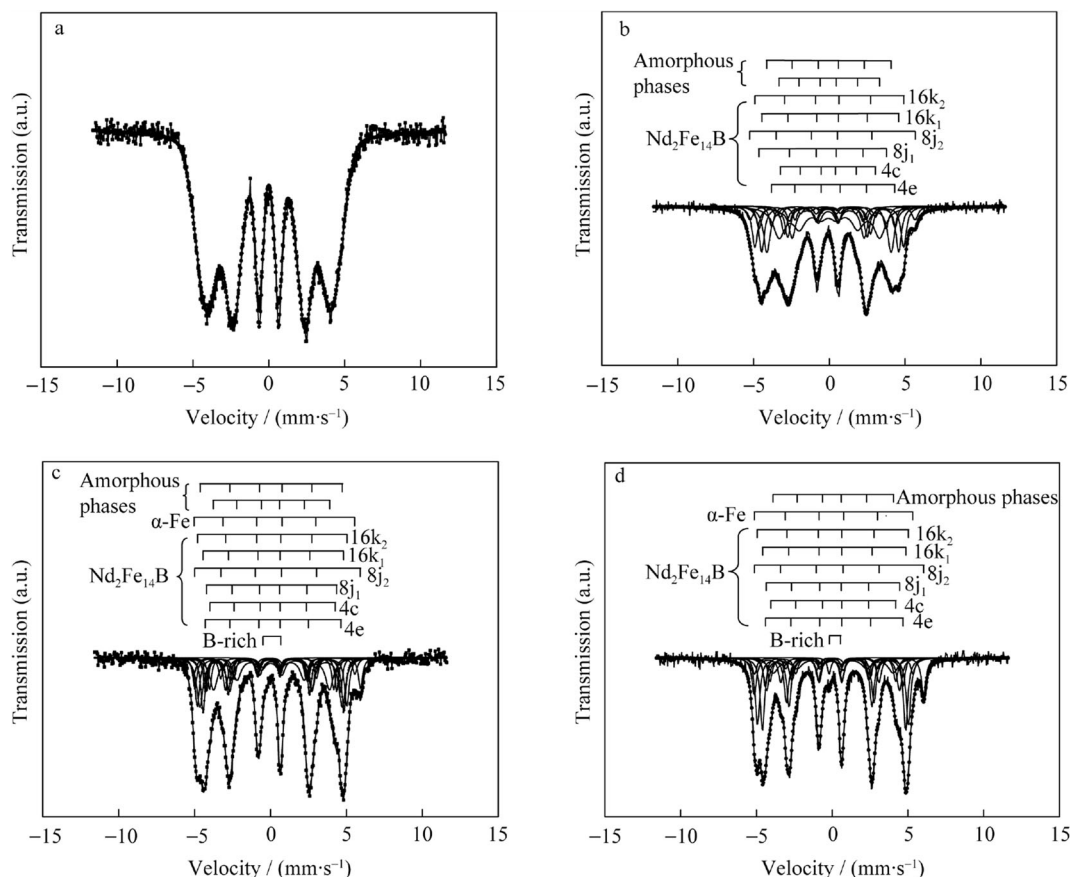 a
Transmission (a.u.)
−15 −10 −5 0 5 10 15
Velocity / (mm·s⁻¹)
b
Amorphous
phases
Nd₂Fe₁₄B
16k₂
16k₁
8j₂
8j₁
4c
4e
Transmission (a.u.)
−15 −10 −5 0 5 10 15
Velocity / (mm·s⁻¹)
c
Amorphous
phases
α-Fe
Nd₂Fe₁₄B
16k₂
16k₁
8j₂
8j₁
4c
4e
B-rich
Transmission (a.u.)
−15 −10 −5 0 5 10 15
Velocity / (mm·s⁻¹)
d
Amorphous phases
α-Fe
Nd₂Fe₁₄B
16k₂
16k₁
8j₂
8j₁
4c
4e
B-rich
Transmission (a.u.)
−15 −10 −5 0 5 10 15
Velocity / (mm·s⁻¹)